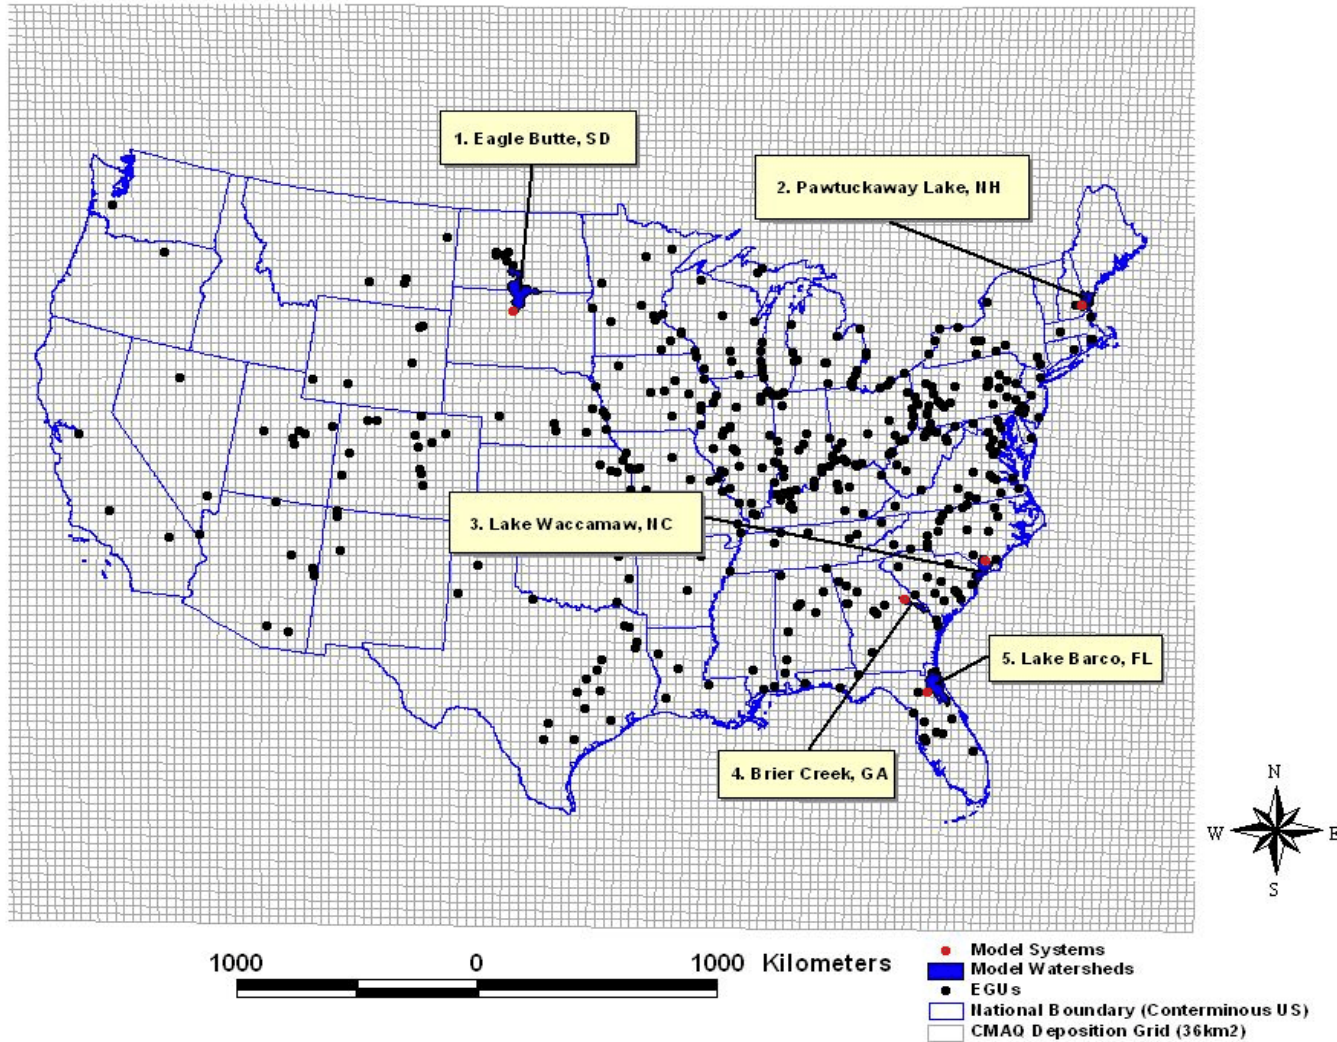 1. Eagle Butte, SD
2. Pawtuckaway Lake, NH
3. Lake Waccamaw, NC
5. Lake Barco, FL
4. Brier Creek, GA
N
W E
S
1000 0 1000 Kilometers
Model Systems
Model Watersheds
EGUs
National Boundary (Conterminous US)
CMAQ Deposition Grid (36km2)